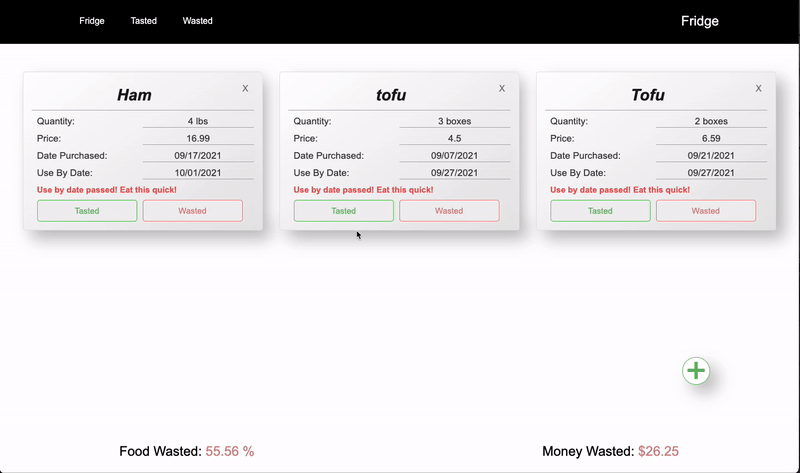 Fridge Tasted Wasted Fridge
Ham X
Quantity: 4 lbs
Price: 16.99
Date Purchased: 09/17/2021
Use By Date: 10/01/2021
Use by date passed! Eat this quick!
Tasted Wasted
tofu X
Quantity: 3 boxes
Price: 4.5
Date Purchased: 09/07/2021
Use By Date: 09/27/2021
Use by date passed! Eat this quick!
Tasted Wasted
Tofu X
Quantity: 2 boxes
Price: 6.59
Date Purchased: 09/21/2021
Use By Date: 09/27/2021
Use by date passed! Eat this quick!
Tasted Wasted
Food Wasted: 55.56 % Money Wasted: $26.25